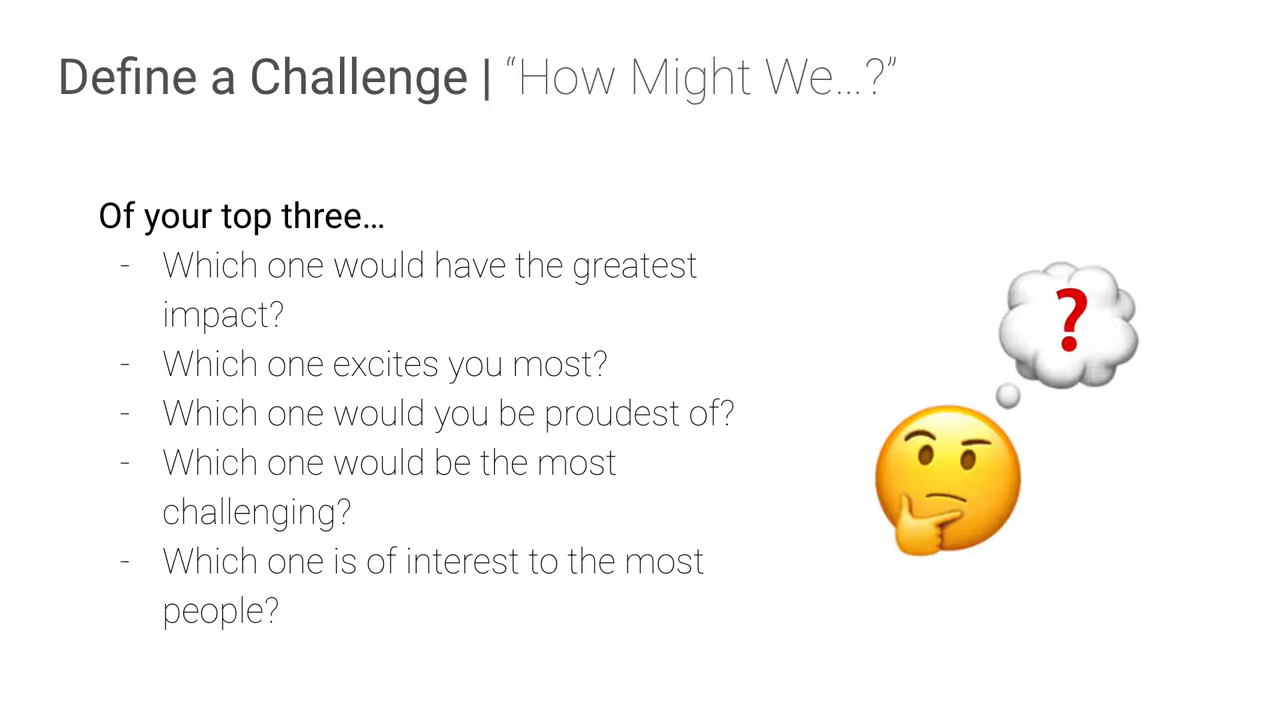 Define a Challenge | “How Might We…?”
Of your top three…
- Which one would have the greatest
impact?
- Which one excites you most?
- Which one would you be proudest of?
- Which one would be the most
challenging?
- Which one is of interest to the most
people?
?